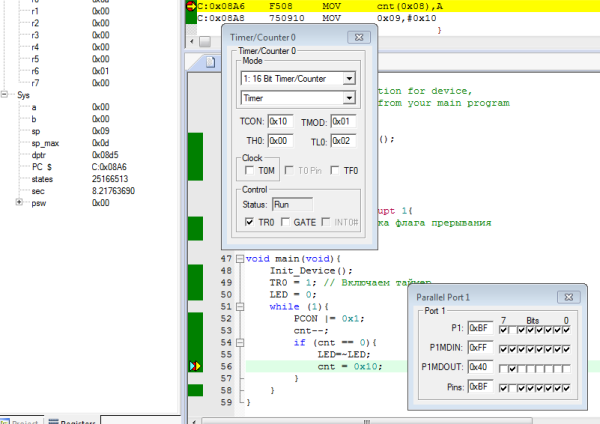 r0 0x00
r1 0x00
r2 0x00
r3 0x00
r4 0x00
r5 0x00
r6 0x01
r7 0x00
Sys
a 0x00
b 0x00
sp 0x09
sp_max 0x0d
dptr 0x08d5
PC $ C:0x08A6
states 25166513
sec 8.21763690
psw 0x00
Registers
C:0x08A6 F508 MOV cnt(0x08),A
C:0x08A8 750910 MOV 0x09,#0x10
}
Timer/Counter 0
Timer/Counter 0
Mode
1: 16 Bit Timer/Counter
Timer
TCON: 0x10 TMOD: 0x01
TH0: 0x00 TL0: 0x02
Clock
T0M T0 Pin TF0
Control
Status: Run
TR0 GATE INT0#
tion for device,
from your main program
();
upt 1{
ка флага прерывания
47 void main(void){
48 Init_Device();
49 TR0 = 1; // Включаем таймер
50 LED = 0;
51 while (1){
52 PCON |= 0x1;
53 cnt--;
54 if (cnt == 0){
55 LED=~LED;
56 cnt = 0x10;
57 }
58 }
59 }
Parallel Port 1
Port 1
7 Bits 0
P1: 0xBF
P1MDIN: 0xFF
P1MDOUT: 0x40
Pins: 0xBF